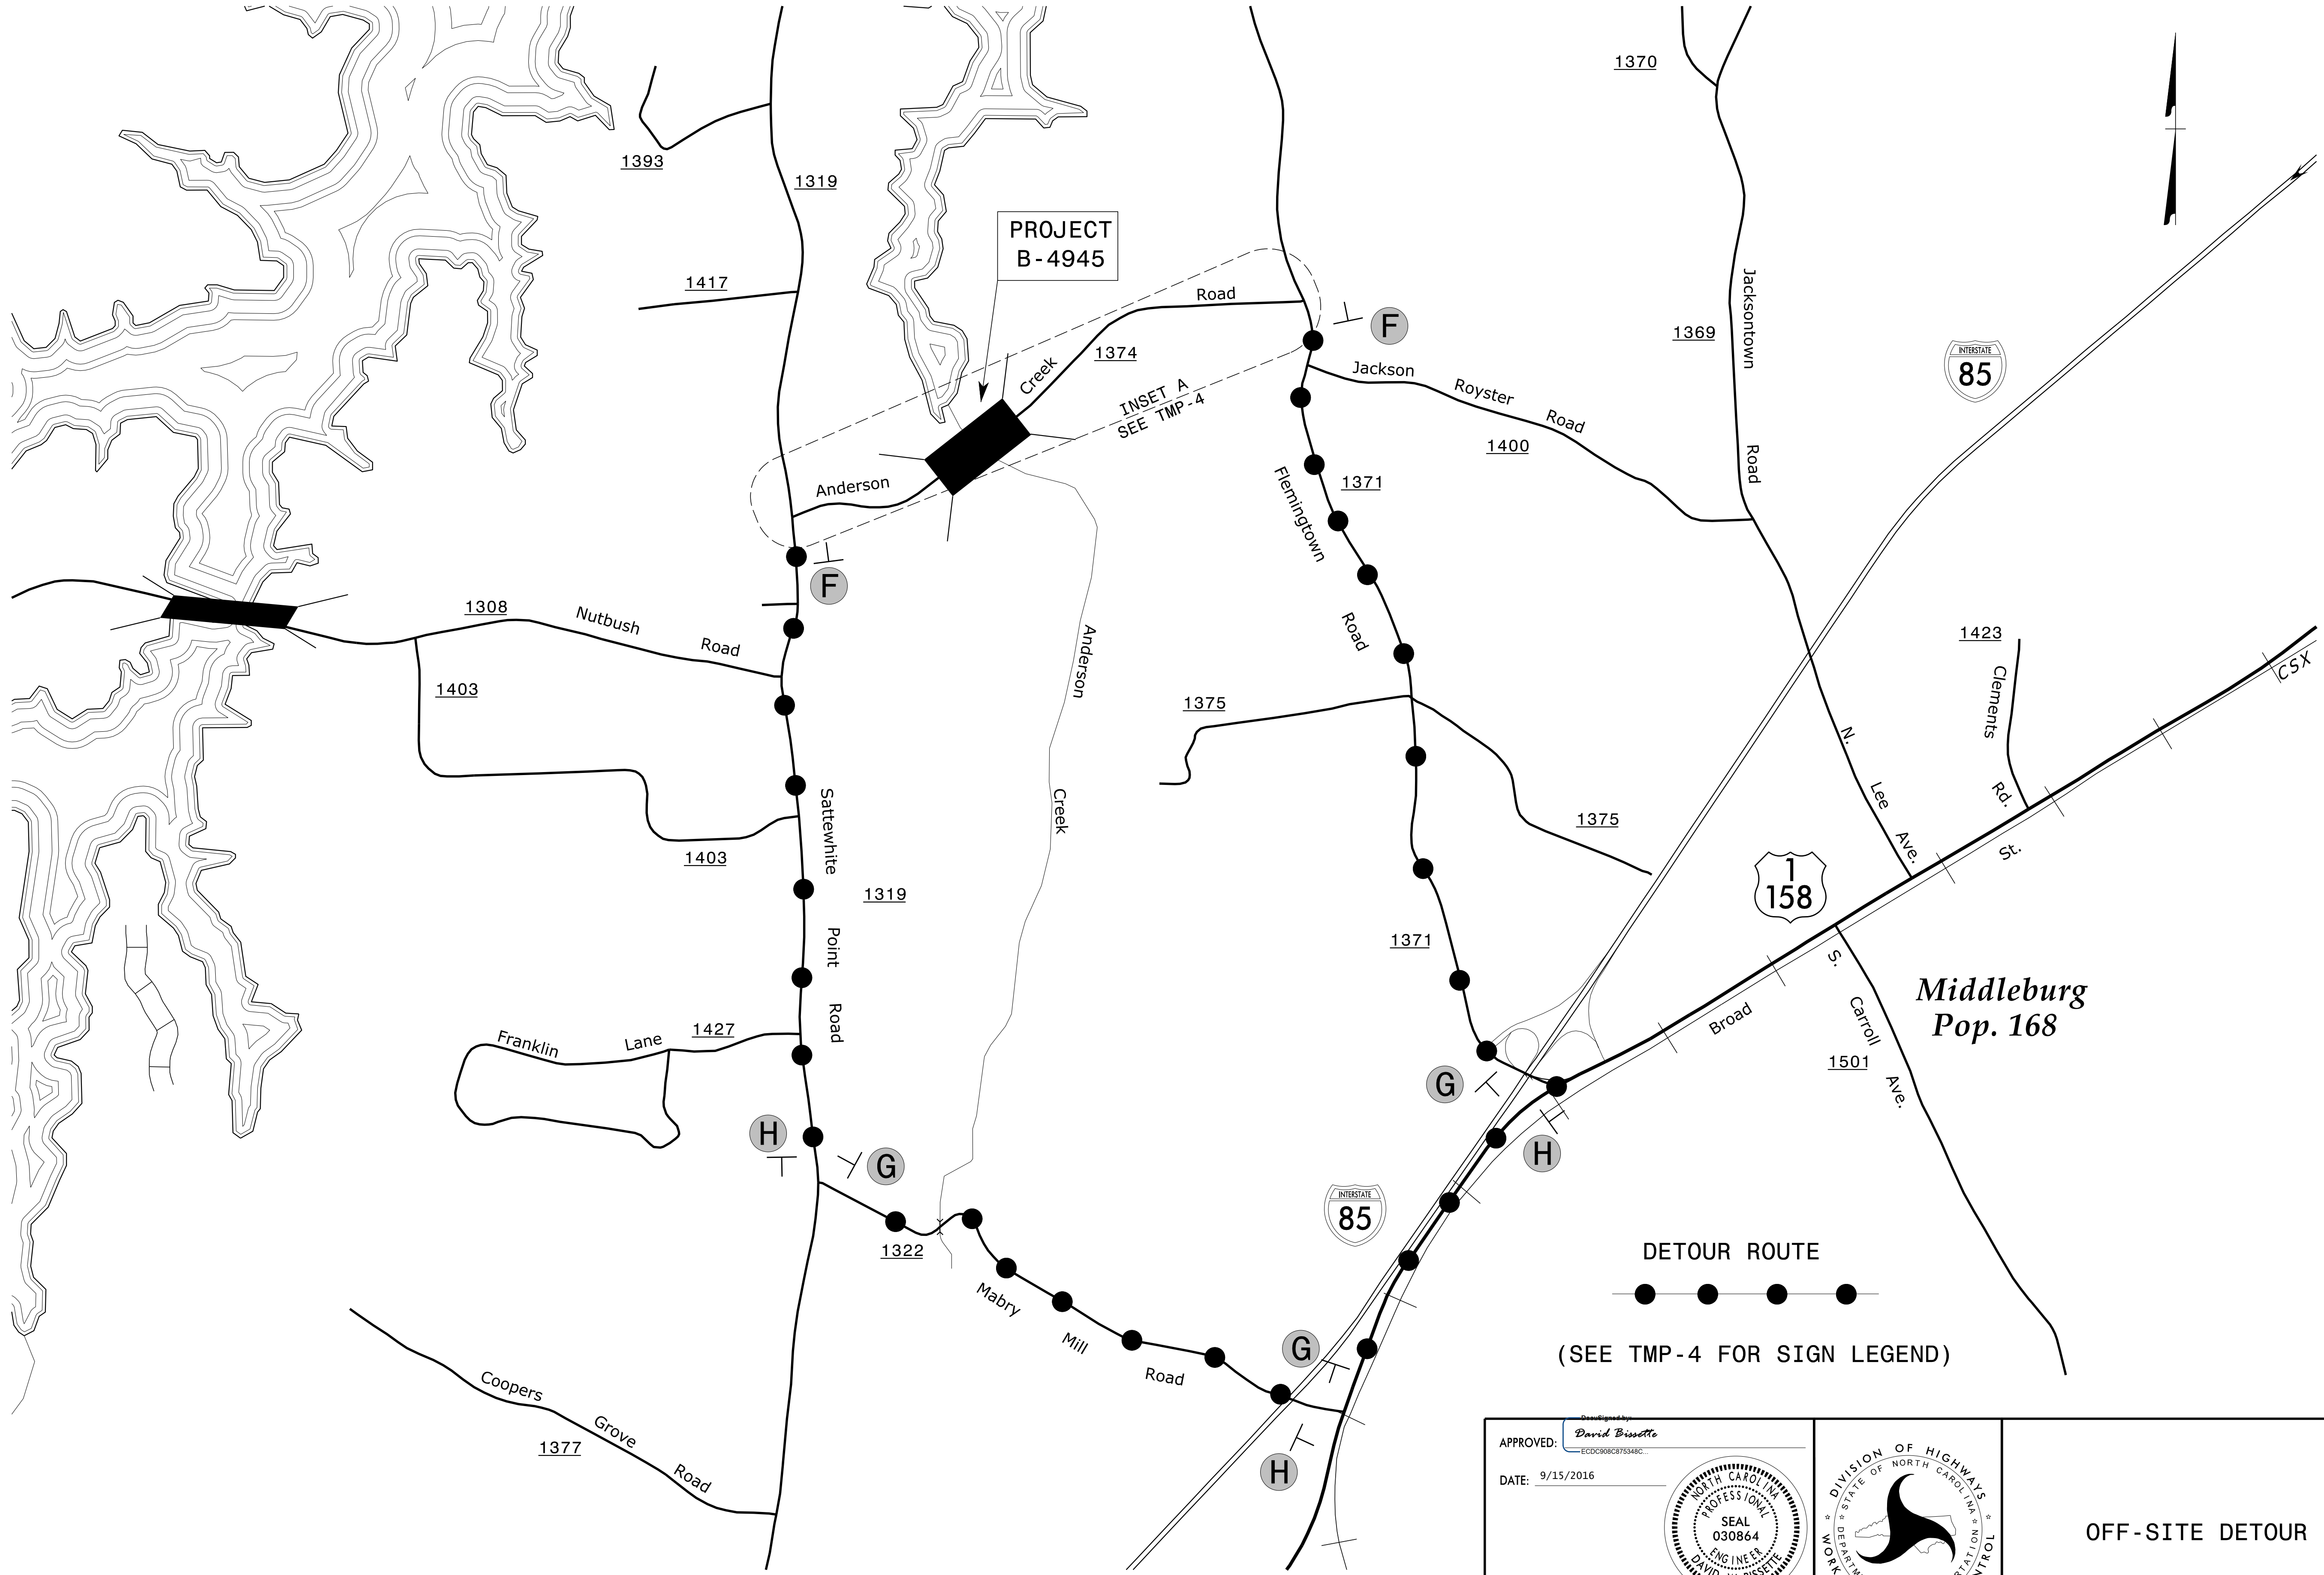 1370
1393
1319
PROJECT
B-4945
1417
Road
F
Jacksontown
1369
INTERSTATE
85
1374
Creek
Jackson
Royster
Road
1400
INSET A
SEE TMP-4
Road
Anderson
1371
Flemingtown
F
1308
Nutbush
Road
Road
Anderson
1423
CSX
Clements
1403
1375
N.
Sattewhite
Creek
Lee
Rd.
1375
1403
Ave.
St.
1
158
1319
Point
1371
S.
Middleburg
Pop. 168
Carroll
Road
Broad
1427
Franklin
Lane
1501
G
Ave.
H
H
G
INTERSTATE
85
1322
DETOUR ROUTE
Mabry
Mill
G
(SEE TMP-4 FOR SIGN LEGEND)
Road
Coopers
Grove
1377
Road
H
DocuSigned by:
APPROVED: David Bissette
ECDC908C875348C...
DATE: 9/15/2016
NORTH CAROLINA
PROFESSIONAL
SEAL
030864
ENGINEER
DIVISION OF HIGHWAYS
STATE OF NORTH CAROLINA
OFF-SITE DETOUR